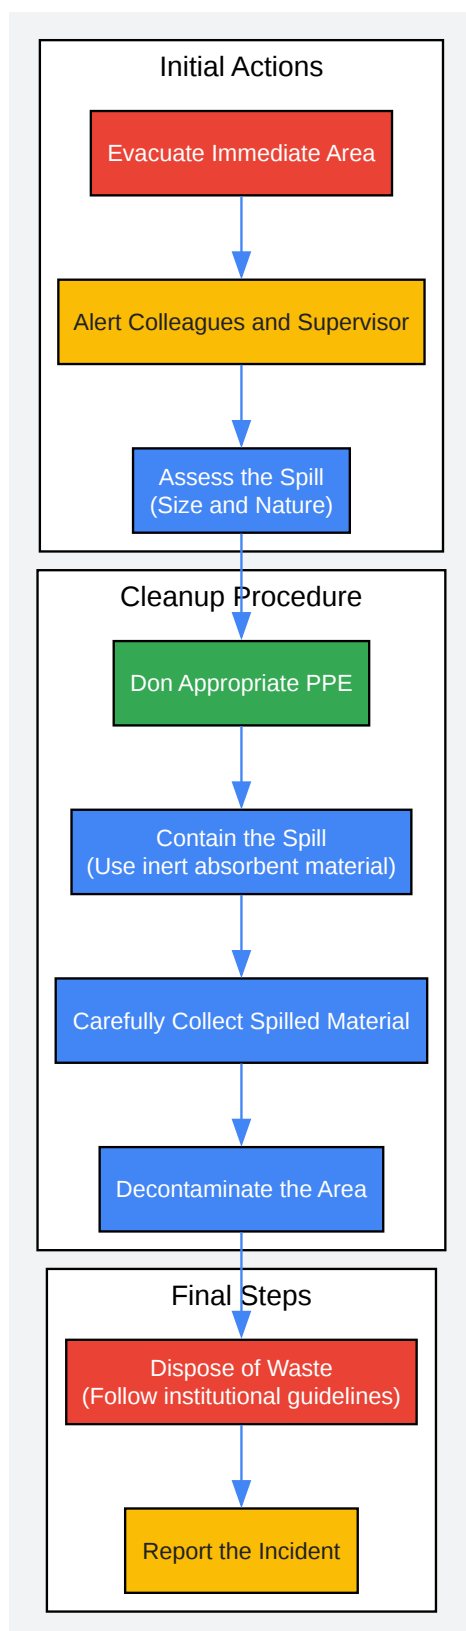 Initial Actions
Evacuate Immediate Area
Alert Colleagues and Supervisor
Assess the Spill
(Size and Nature)
Cleanup Procedure
Don Appropriate PPE
Contain the Spill
(Use inert absorbent material)
Carefully Collect Spilled Material
Decontaminate the Area
Final Steps
Dispose of Waste
(Follow institutional guidelines)
Report the Incident